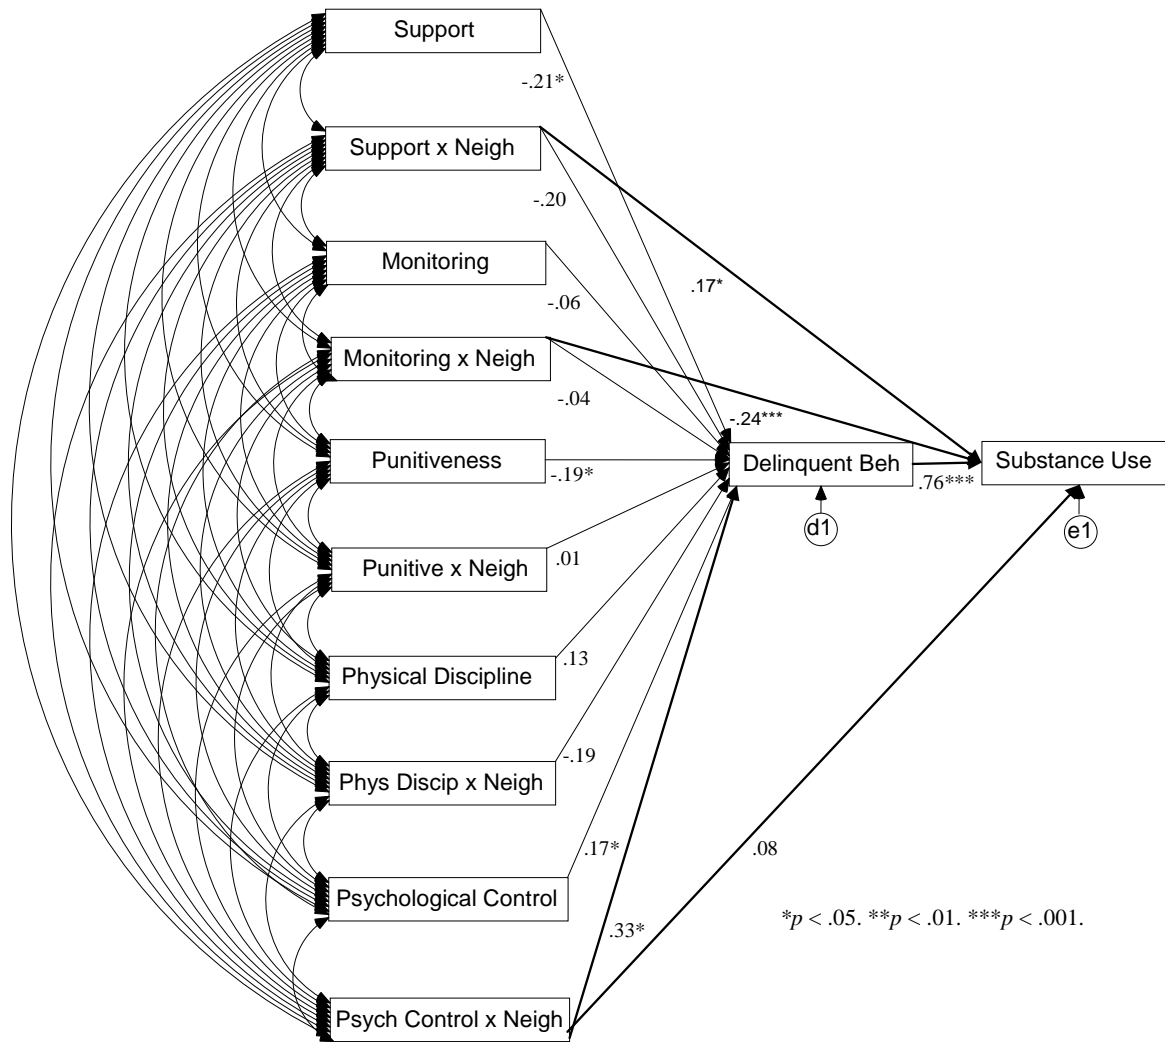 Support
-.21*
Support x Neigh
-.20
Monitoring
.17*
-.06
Monitoring x Neigh
-.04
-.24***
Punitiveness
-.19*
Delinquent Beh
.76***
Substance Use
d1
e1
Punitive x Neigh
.01
Physical Discipline
.13
Phys Discip x Neigh
-.19
Psychological Control
.17*
.08
.33*
*p < .05. **p < .01. ***p < .001.
Psych Control x Neigh